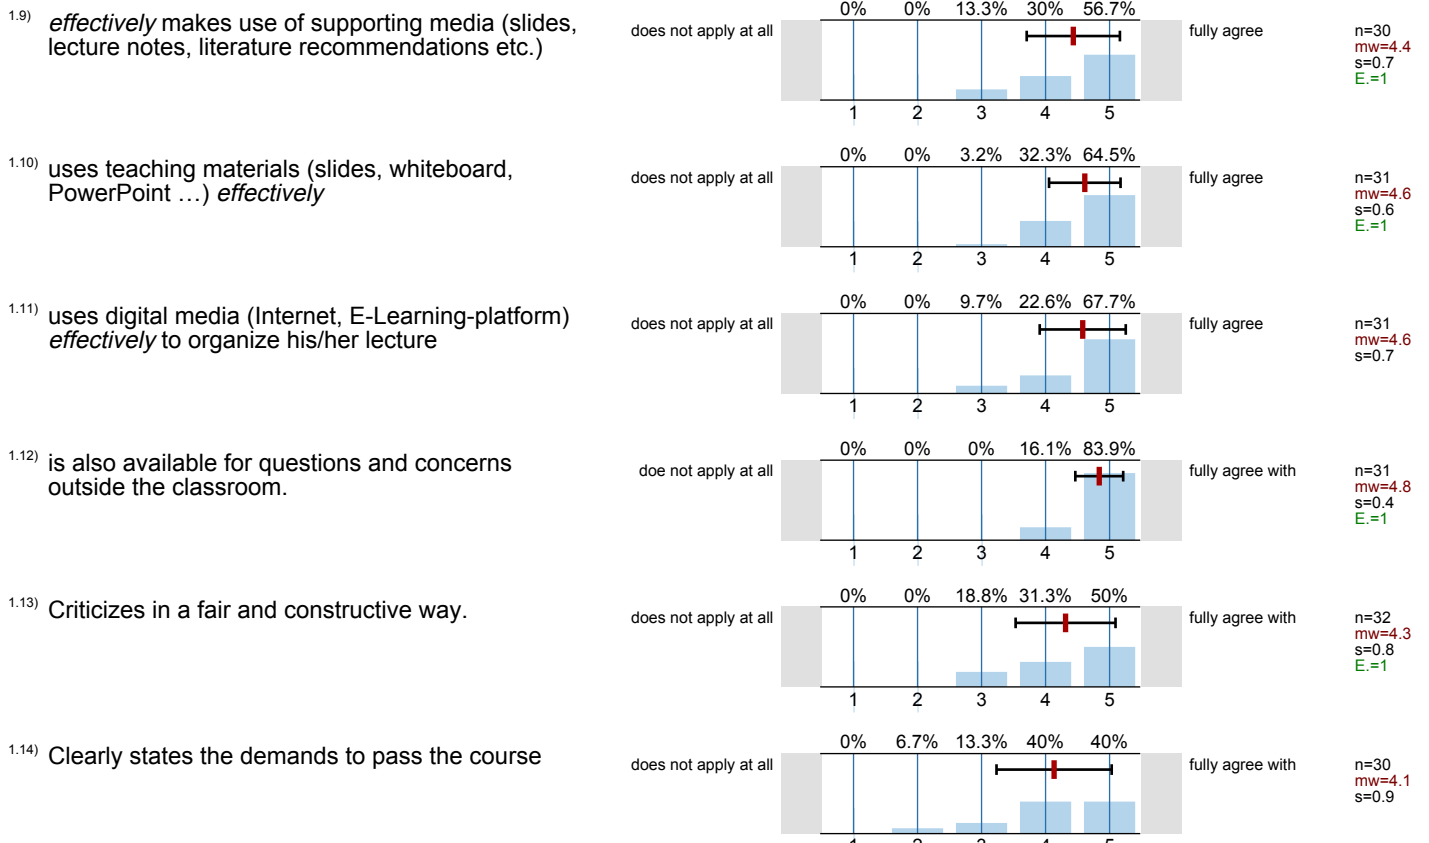 1.9) effectively makes use of supporting media (slides,
lecture notes, literature recommendations etc.)
does not apply at all
0% 0% 13.3% 30% 56.7%
1 2 3 4 5
fully agree
n=30
mw=4.4
s=0.7
E.=1
1.10) uses teaching materials (slides, whiteboard,
PowerPoint …) effectively
does not apply at all
0% 0% 3.2% 32.3% 64.5%
1 2 3 4 5
fully agree
n=31
mw=4.6
s=0.6
E.=1
1.11) uses digital media (Internet, E-Learning-platform)
effectively to organize his/her lecture
does not apply at all
0% 0% 9.7% 22.6% 67.7%
1 2 3 4 5
fully agree
n=31
mw=4.6
s=0.7
1.12) is also available for questions and concerns
outside the classroom.
doe not apply at all
0% 0% 0% 16.1% 83.9%
1 2 3 4 5
fully agree with
n=31
mw=4.8
s=0.4
E.=1
1.13) Criticizes in a fair and constructive way.
does not apply at all
0% 0% 18.8% 31.3% 50%
1 2 3 4 5
fully agree with
n=32
mw=4.3
s=0.8
E.=1
1.14) Clearly states the demands to pass the course
does not apply at all
0% 6.7% 13.3% 40% 40%
1 2 3 4 5
fully agree with
n=30
mw=4.1
s=0.9